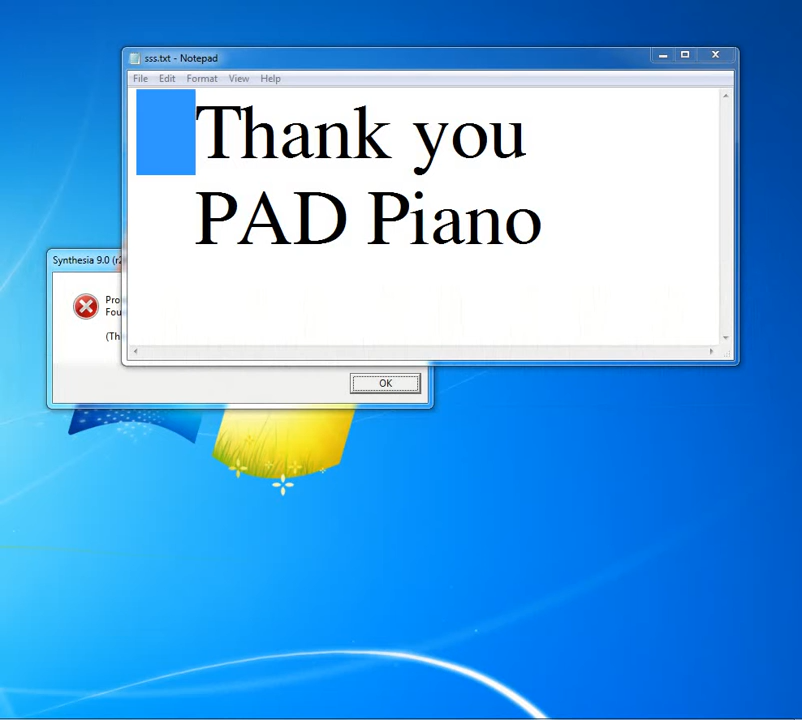 sss.txt - Notepad
File Edit Format View Help
Thank you
PAD Piano
Synthesia 9.0
OK